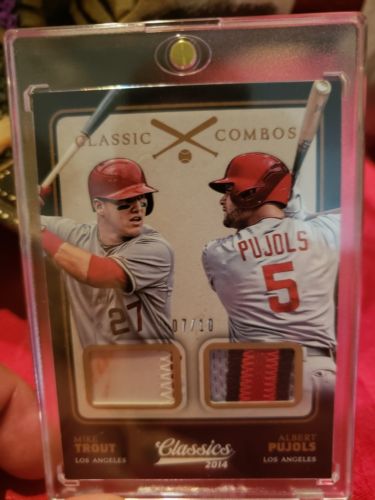 CLASSIC COMBOS
PUJOLS
5
27
07/10
MIKE
TROUT
LOS ANGELES
Classics
2014
ALBERT
PUJOLS
LOS ANGELES